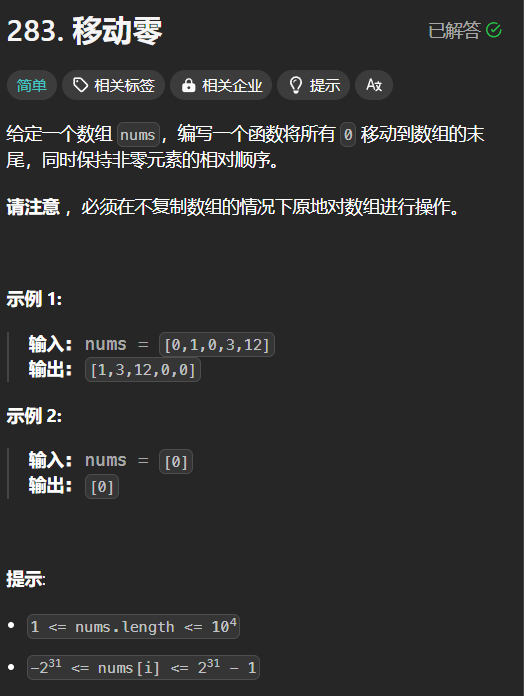 283. 移动零
已解答
简单 相关标签 相关企业 提示 Aあ
给定一个数组 nums，编写一个函数将所有 0 移动到数组的末
尾，同时保持非零元素的相对顺序。
请注意 ，必须在不复制数组的情况下原地对数组进行操作。
示例 1:
输入: nums = [0,1,0,3,12]
输出: [1,3,12,0,0]
示例 2:
输入: nums = [0]
输出: [0]
提示:
1 <= nums.length <= 10⁴
−2³¹ <= nums[i] <= 2³¹ − 1